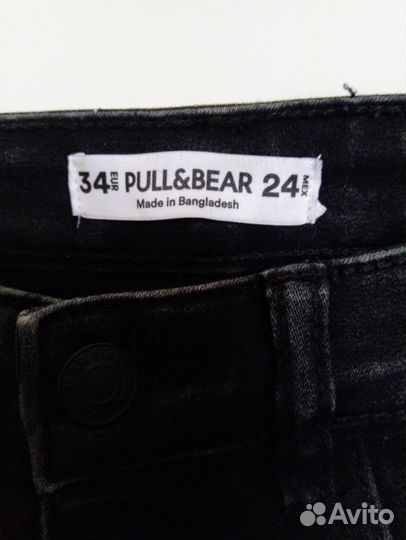 34 EUR PULL&BEAR 24 MEX
Made in Bangladesh
Avito